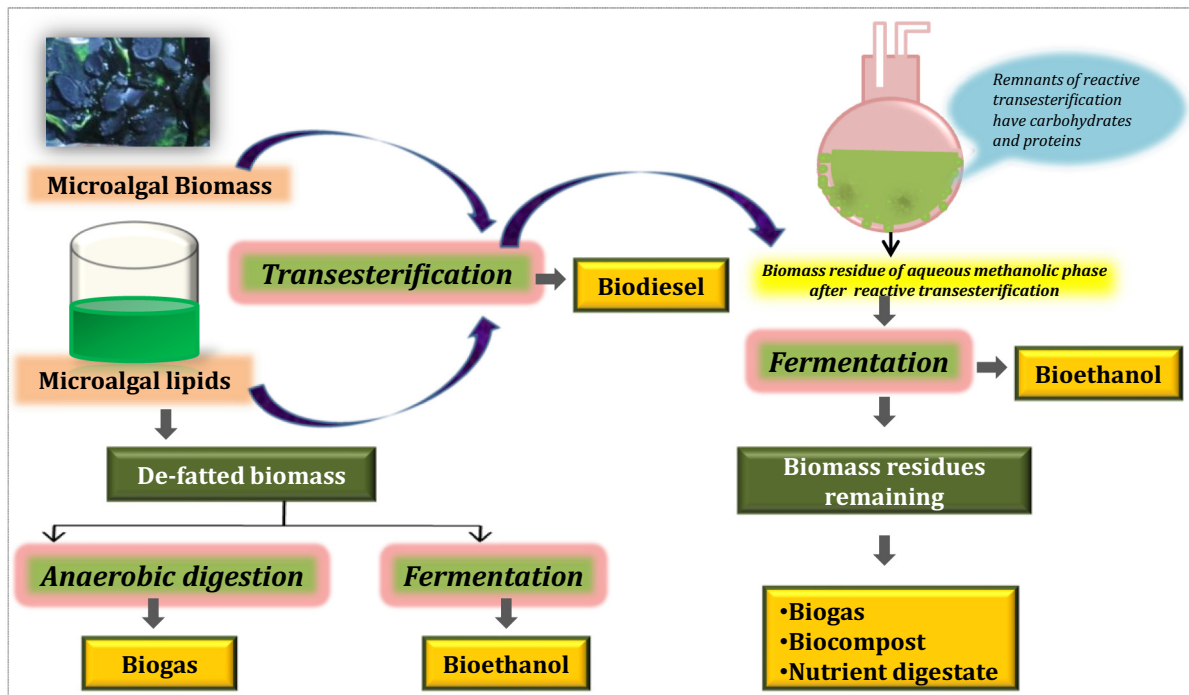 Microalgal Biomass
Microalgal lipids
Transesterification
Biodiesel
De-fatted biomass
Anaerobic digestion
Fermentation
Biogas
Bioethanol
Remnants of reactive
transesterification
have carbohydrates
and proteins
Biomass residue of aqueous methanolic phase
after reactive transesterification
Fermentation
Bioethanol
Biomass residues
remaining
•Biogas
•Biocompost
•Nutrient digestate